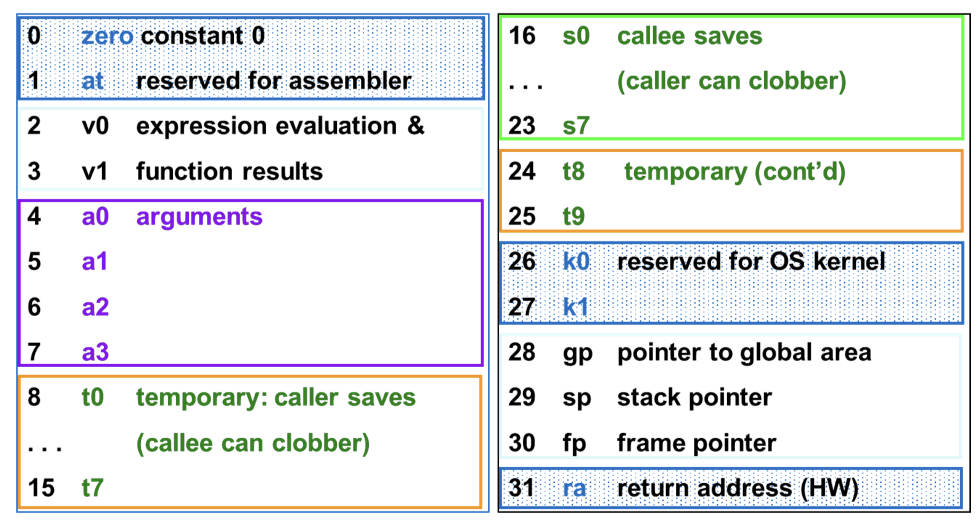 0 zero constant 0
1 at reserved for assembler
2 v0 expression evaluation &
3 v1 function results
4 a0 arguments
5 a1
6 a2
7 a3
8 t0 temporary: caller saves
. . . (callee can clobber)
15 t7
16 s0 callee saves
. . . (caller can clobber)
23 s7
24 t8 temporary (cont’d)
25 t9
26 k0 reserved for OS kernel
27 k1
28 gp pointer to global area
29 sp stack pointer
30 fp frame pointer
31 ra return address (HW)